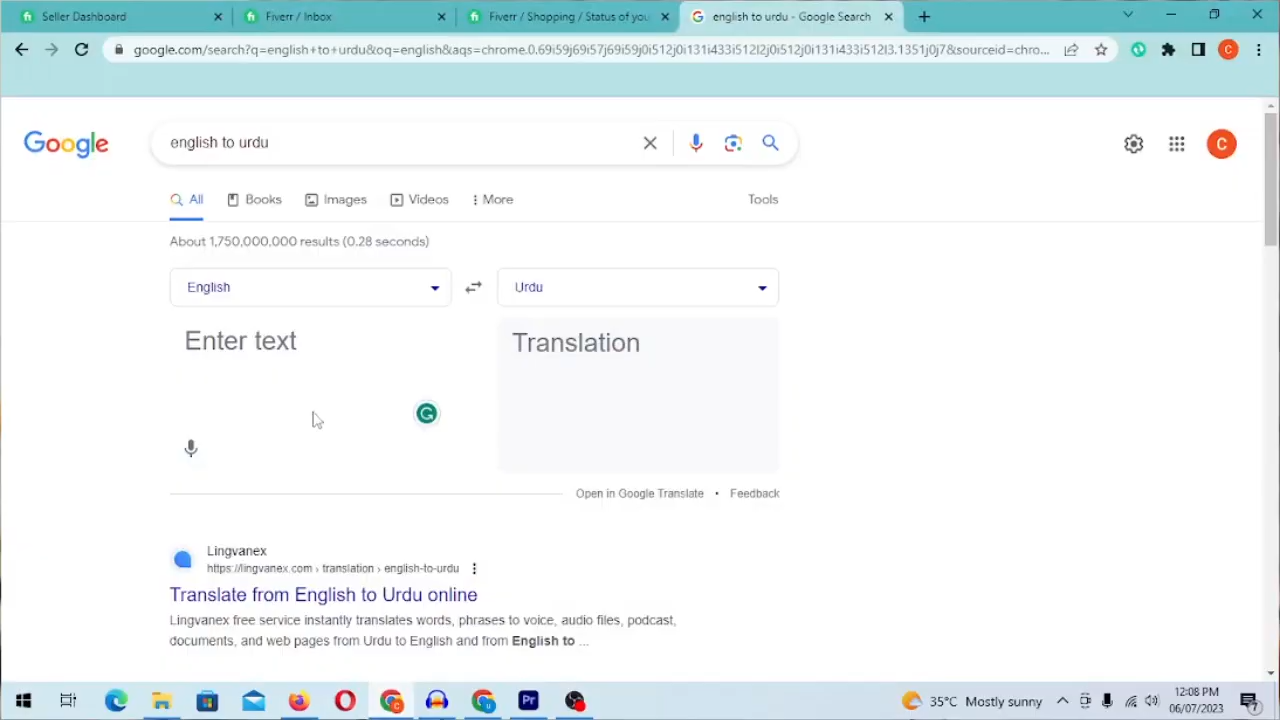 Seller Dashboard
Fiverr / Inbox
Fiverr / Shopping / Status of you
english to urdu - Google Search
google.com/search?q=english+to+urdu&oq=english&aqs=chrome.0.69i59j69i57j69i59j0i512j0i131i433i512l2j0i512j0i131i433i512l3.1351j0j7&sourceid=chro...
C
Google
english to urdu
C
All
Books
Images
Videos
More
Tools
About 1,750,000,000 results (0.28 seconds)
English
Urdu
Enter text
Translation
Open in Google Translate • Feedback
Lingvanex
https://lingvanex.com › translation › english-to-urdu
Translate from English to Urdu online
Lingvanex free service instantly translates words, phrases to voice, audio files, podcast,
documents, and web pages from Urdu to English and from English to ...
Pr
35°C Mostly sunny
12:08 PM
06/07/2023